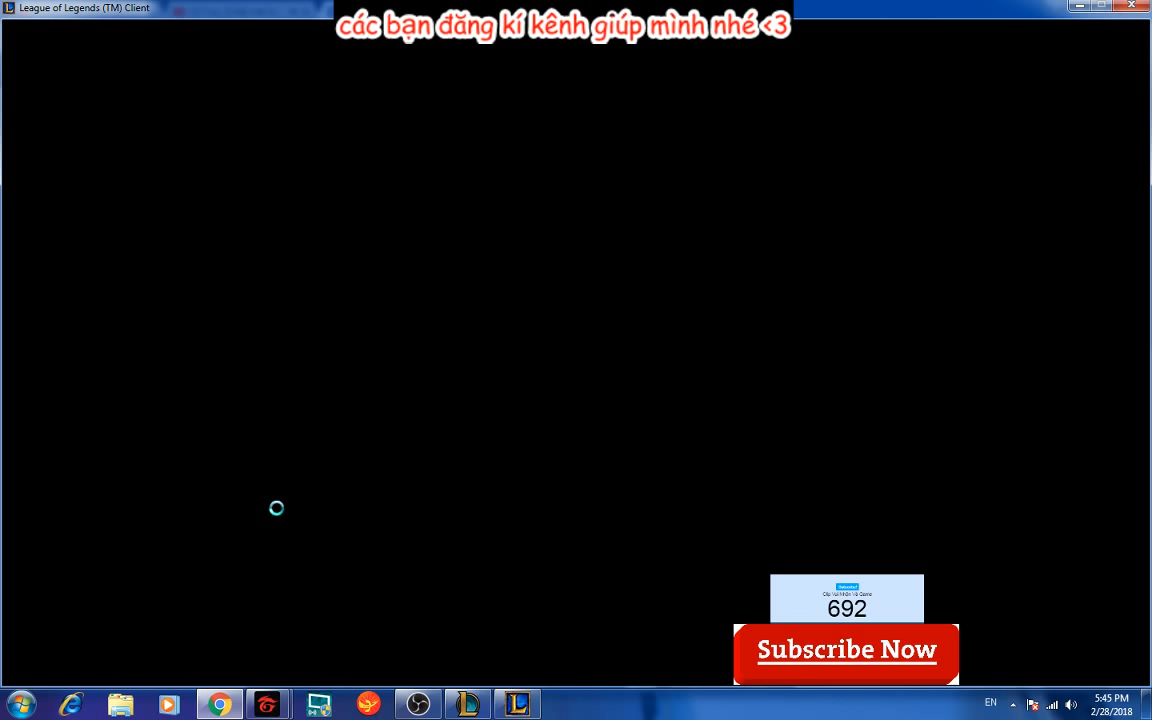 League of Legends (TM) Client
các bạn đăng kí kênh giúp mình nhé <3
692
Subscribe Now
EN
5:45 PM
2/28/2018